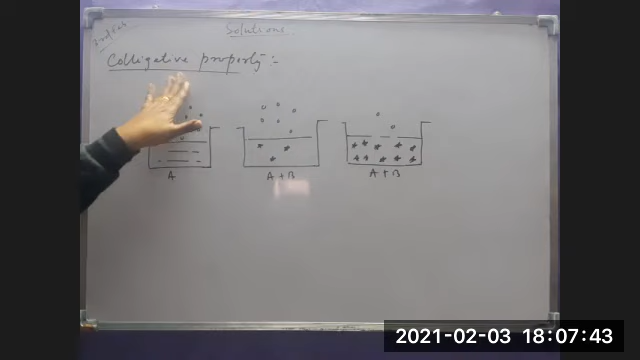 Solutions.
Colligative property :-
A
A + B
A + B
2021-02-03 18:07:43